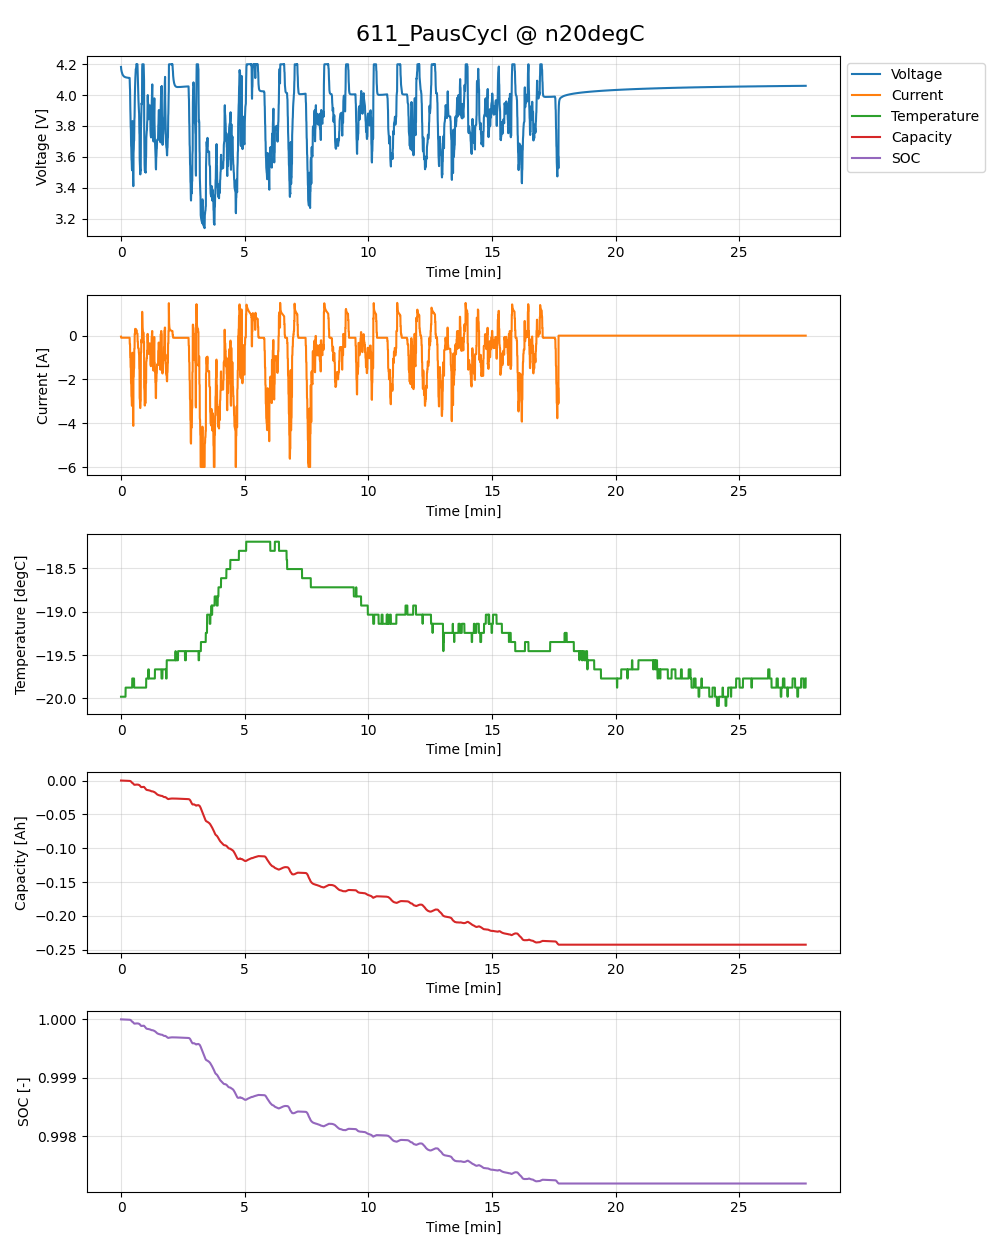 611_PausCycl @ n20degC
4.2
4.0
3.8
3.6
3.4
3.2
Voltage [V]
0 5 10 15 20 25
Time [min]
Voltage
Current
Temperature
Capacity
SOC
0
−2
−4
−6
Current [A]
0 5 10 15 20 25
Time [min]
−18.5
−19.0
−19.5
−20.0
Temperature [degC]
0 5 10 15 20 25
Time [min]
0.00
−0.05
−0.10
−0.15
−0.20
−0.25
Capacity [Ah]
0 5 10 15 20 25
Time [min]
1.000
0.999
0.998
SOC [-]
0 5 10 15 20 25
Time [min]